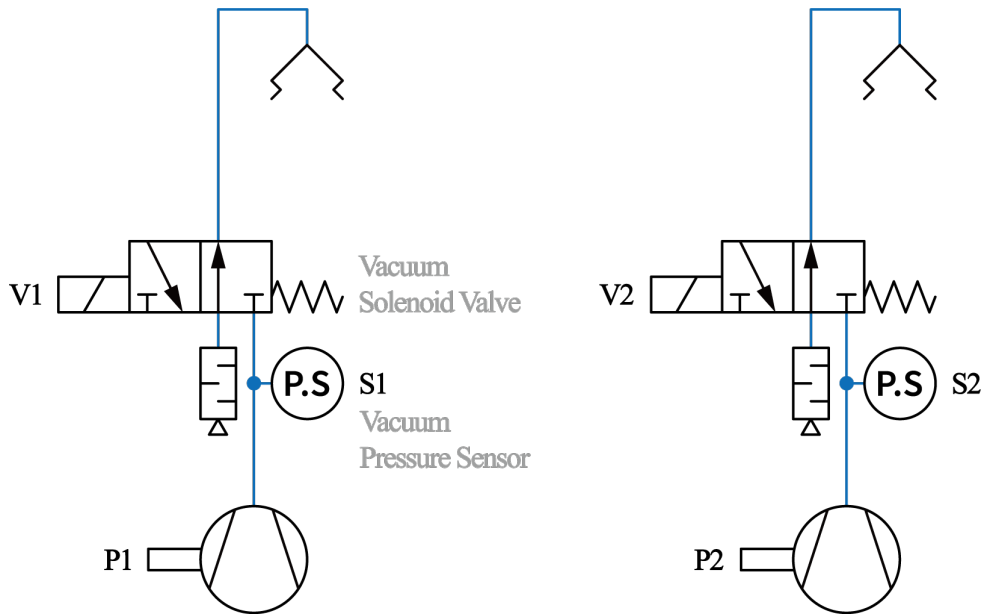 V1
Vacuum
Solenoid Valve
V2
P.S
S1
P.S
S2
Vacuum
Pressure Sensor
P1
P2